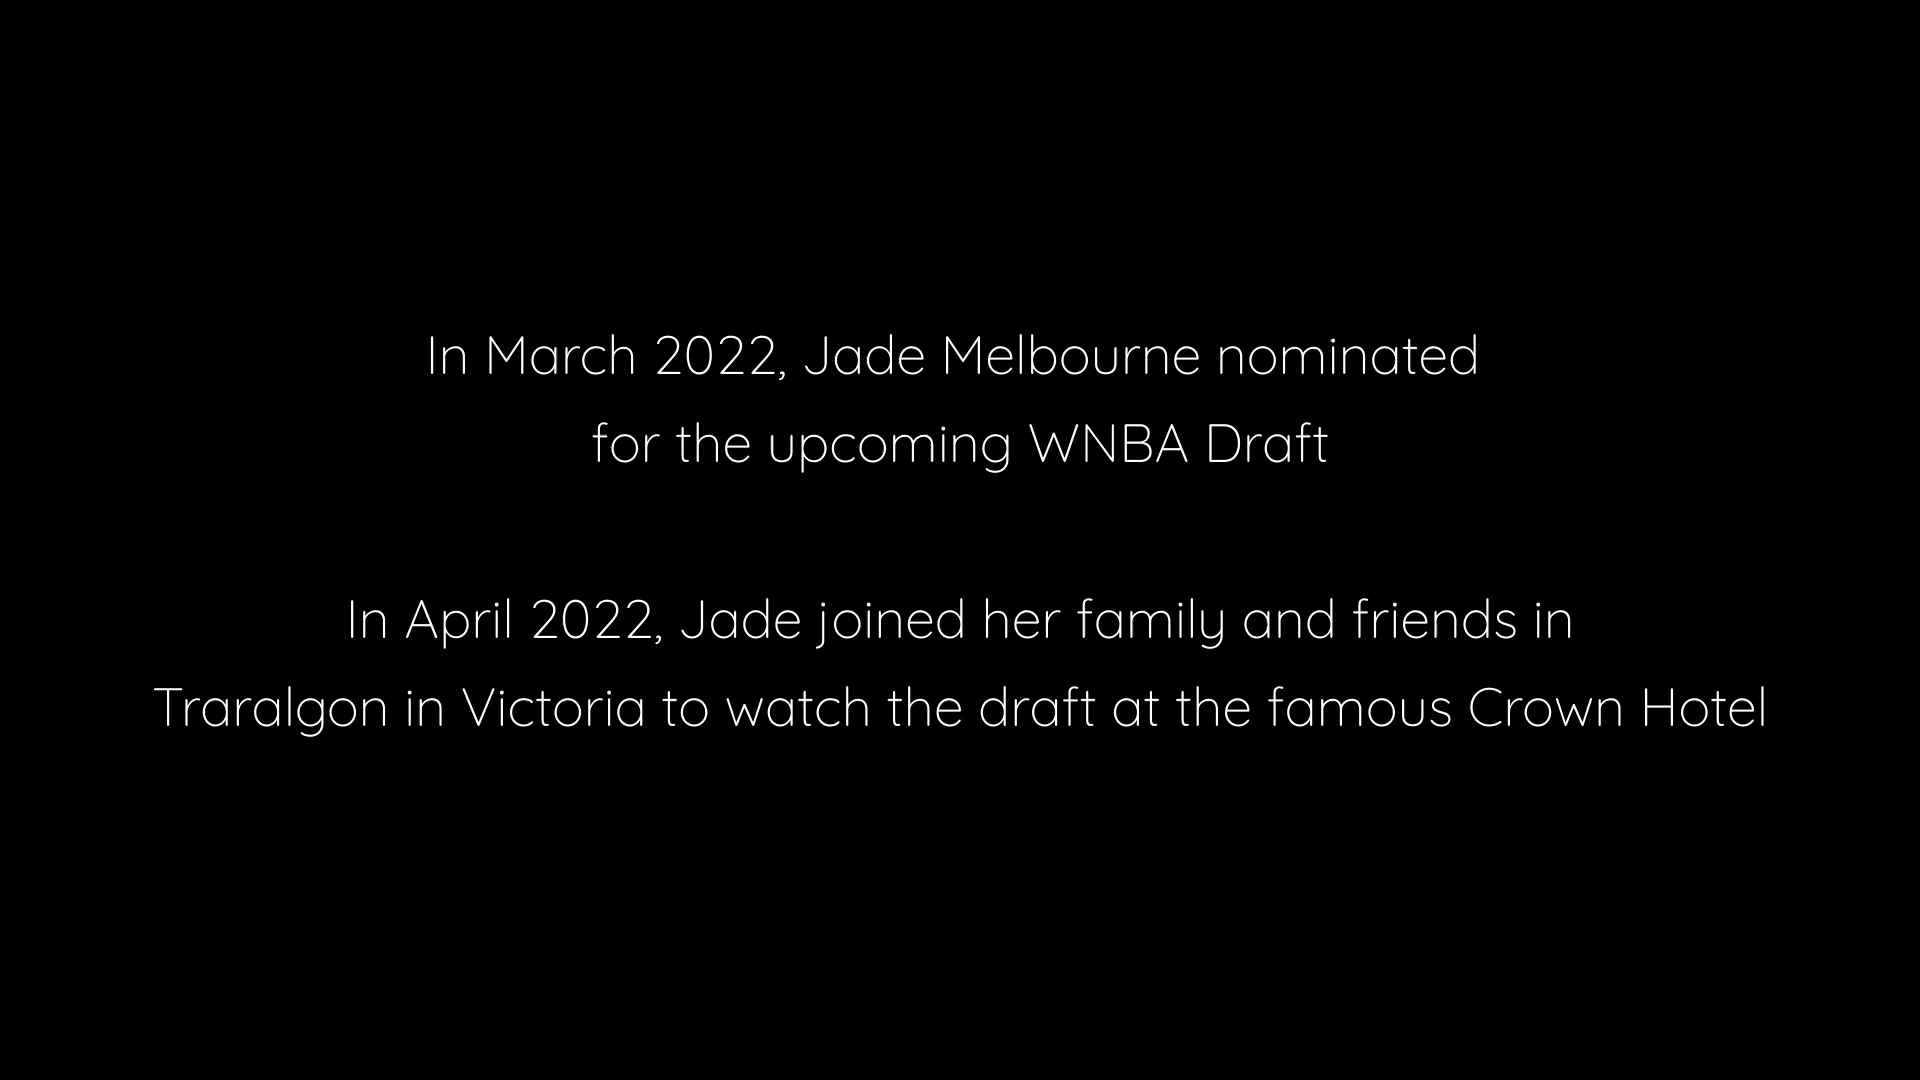 In March 2022, Jade Melbourne nominated
for the upcoming WNBA Draft
In April 2022, Jade joined her family and friends in
Traralgon in Victoria to watch the draft at the famous Crown Hotel